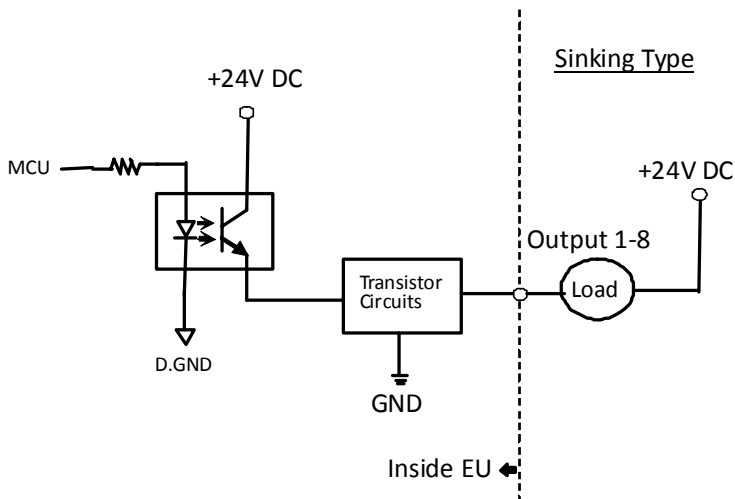 Sinking Type
+24V DC
MCU
+24V DC
Output 1-8
Transistor
Circuits
Load
D.GND
GND
Inside EU